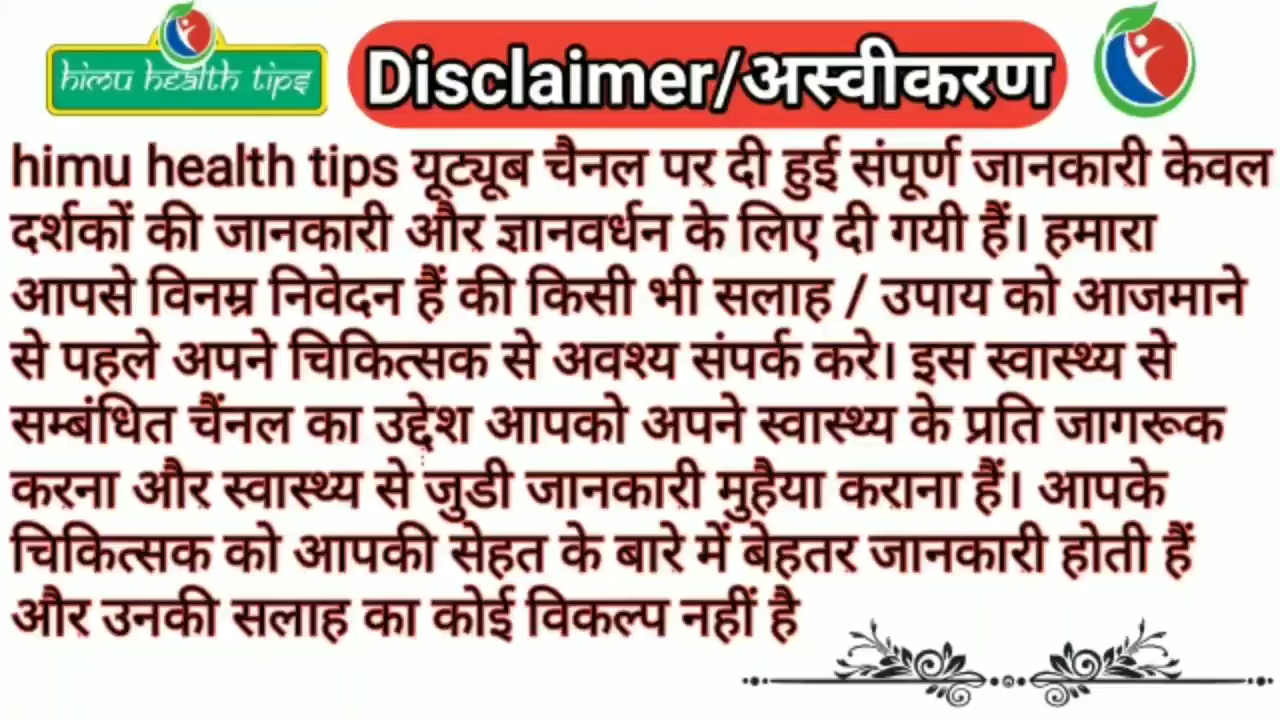 himu health tips
Disclaimer/अस्वीकरण
himu health tips यूट्यूब चैनल पर दी हुई संपूर्ण जानकारी केवल
दर्शकों की जानकारी और ज्ञानवर्धन के लिए दी गयी हैं। हमारा
आपसे विनम्र निवेदन हैं की किसी भी सलाह / उपाय को आजमाने
से पहले अपने चिकित्सक से अवश्य संपर्क करे। इस स्वास्थ्य से
सम्बंधित चैंनल का उद्देश आपको अपने स्वास्थ्य के प्रति जागरूक
करना और स्वास्थ्य से जुडी जानकारी मुहैया कराना हैं। आपके
चिकित्सक को आपकी सेहत के बारे में बेहतर जानकारी होती हैं
और उनकी सलाह का कोई विकल्प नहीं है